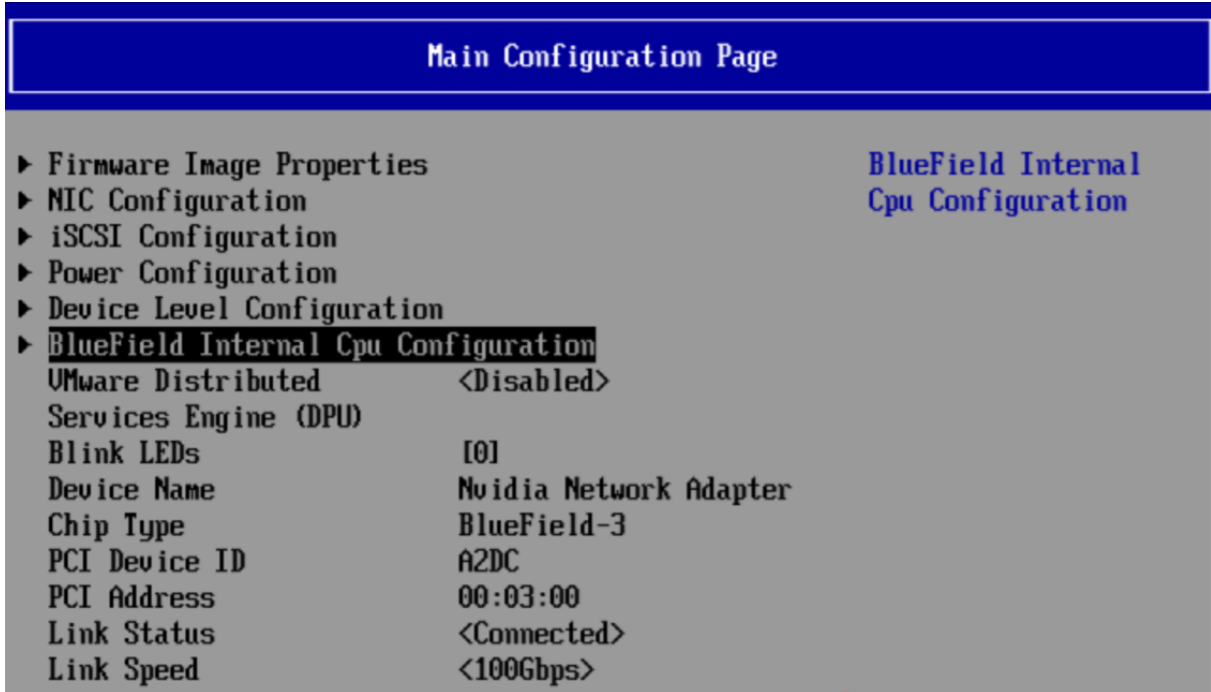 Main Configuration Page
Firmware Image Properties
NIC Configuration
iSCSI Configuration
Power Configuration
Device Level Configuration
BlueField Internal Cpu Configuration
VMware Distributed <Disabled>
Services Engine (DPU)
Blink LEDs [0]
Device Name Nvidia Network Adapter
Chip Type BlueField-3
PCI Device ID A2DC
PCI Address 00:03:00
Link Status <Connected>
Link Speed <100Gbps>
BlueField Internal
Cpu Configuration